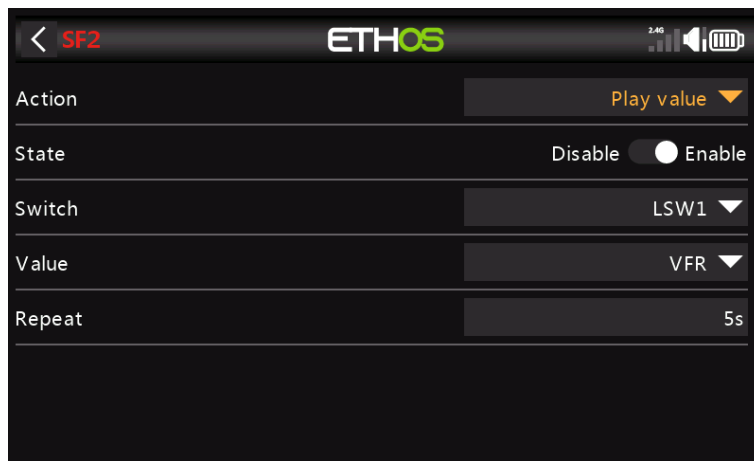 SF2 ETHOS 2.4G
Action Play value
State Disable Enable
Switch LSW1
Value VFR
Repeat 5s